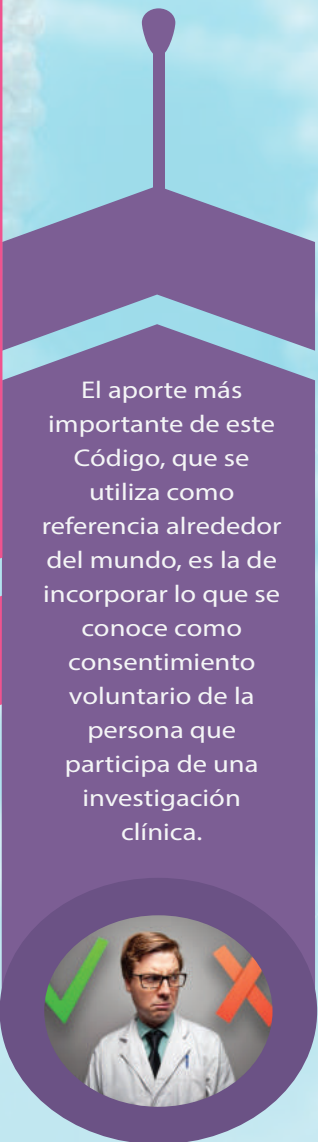 El aporte más
importante de este
Código, que se
utiliza como
referencia alrededor
del mundo, es la de
incorporar lo que se
conoce como
consentimiento
voluntario de la
persona que
participa de una
investigación
clínica.